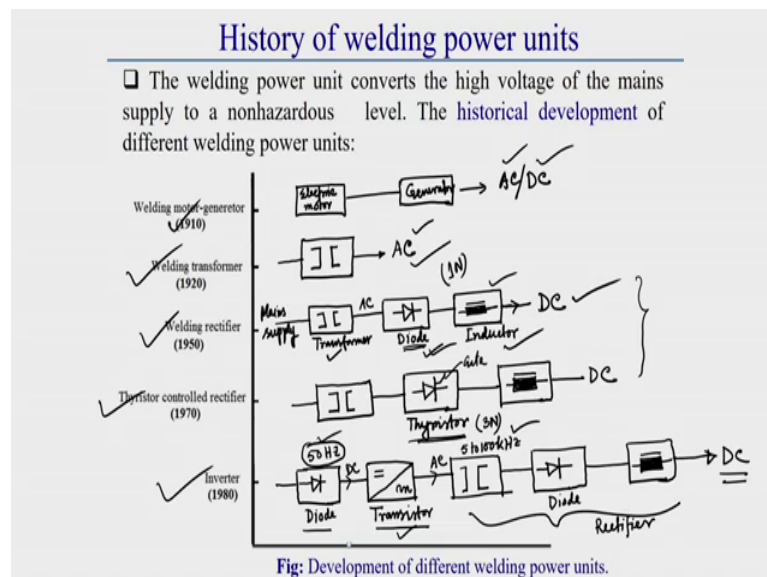 History of welding power units
❑ The welding power unit converts the high voltage of the mains
supply to a nonhazardous level. The historical development of
different welding power units:
Welding motor-generetor
(1910)
Electric
motor
Generator
AC/DC
Welding transformer
(1920)
AC
(1N)
Welding rectifier
(1950)
Mains
supply
Transformer
AC
Diode
Inductor
DC
Thyristor controlled rectifier
(1970)
Gate
Thyristor (3N)
DC
Inverter
(1980)
50 HZ
Diode
DC
=
Transistor
AC
5 to 100 kHz
Diode
Rectifier
DC
Fig: Development of different welding power units.